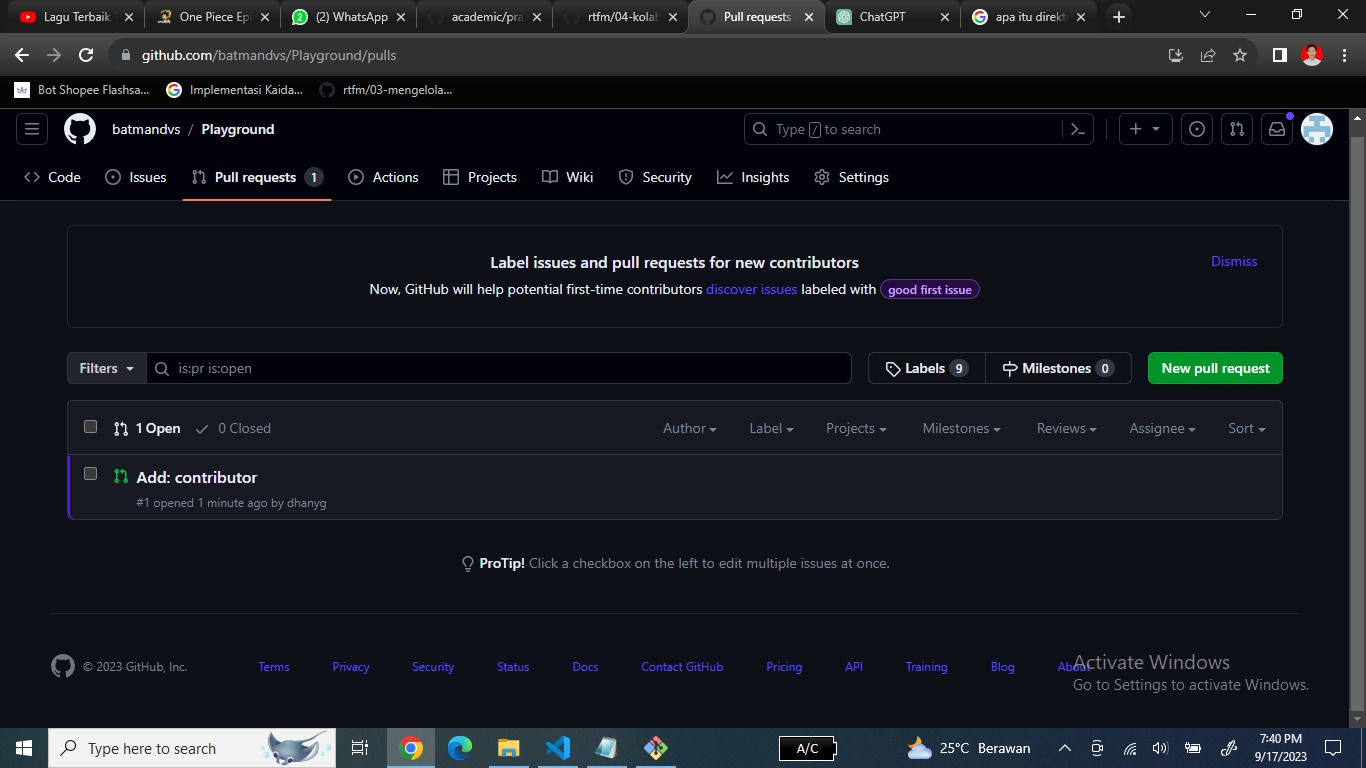 Lagu Terbaik
One Piece Ep
(2) WhatsApp
academic/pra
rtfm/04-kolab
Pull requests
ChatGPT
apa itu direkt
github.com/batmandvs/Playground/pulls
Bot Shopee Flashsa...
Implementasi Kaida...
rtfm/03-mengelola...
batmandvs / Playground
Type / to search
Code
Issues
Pull requests 1
Actions
Projects
Wiki
Security
Insights
Settings
Label issues and pull requests for new contributors
Dismiss
Now, GitHub will help potential first-time contributors discover issues labeled with good first issue
Filters
is:pr is:open
Labels 9
Milestones 0
New pull request
1 Open
0 Closed
Author
Label
Projects
Milestones
Reviews
Assignee
Sort
Add: contributor
#1 opened 1 minute ago by dhanyg
ProTip! Click a checkbox on the left to edit multiple issues at once.
© 2023 GitHub, Inc.
Terms
Privacy
Security
Status
Docs
Contact GitHub
Pricing
API
Training
Blog
About
Activate Windows
Go to Settings to activate Windows.
Type here to search
A/C
25°C Berawan
7:40 PM
9/17/2023